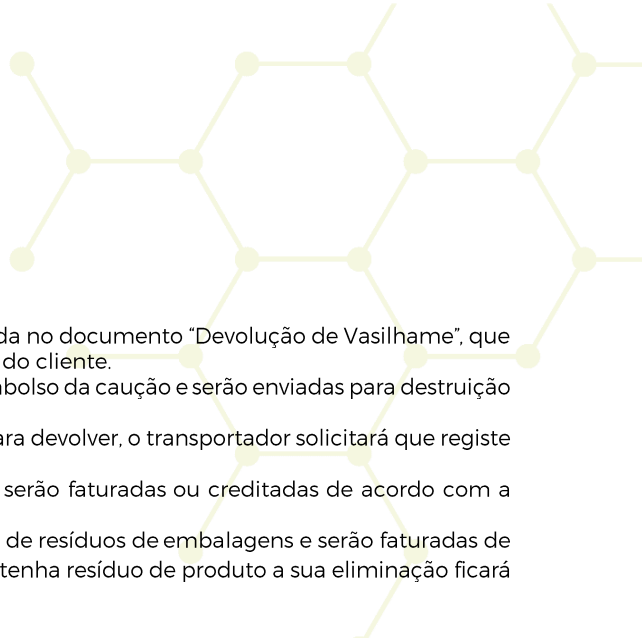 da no documento “Devolução de Vasilhame”, que
do cliente.
bolso da caução e serão enviadas para destruição
ra devolver, o transportador solicitará que registe
serão faturadas ou creditadas de acordo com a
de resíduos de embalagens e serão faturadas de
tenha resíduo de produto a sua eliminação ficará